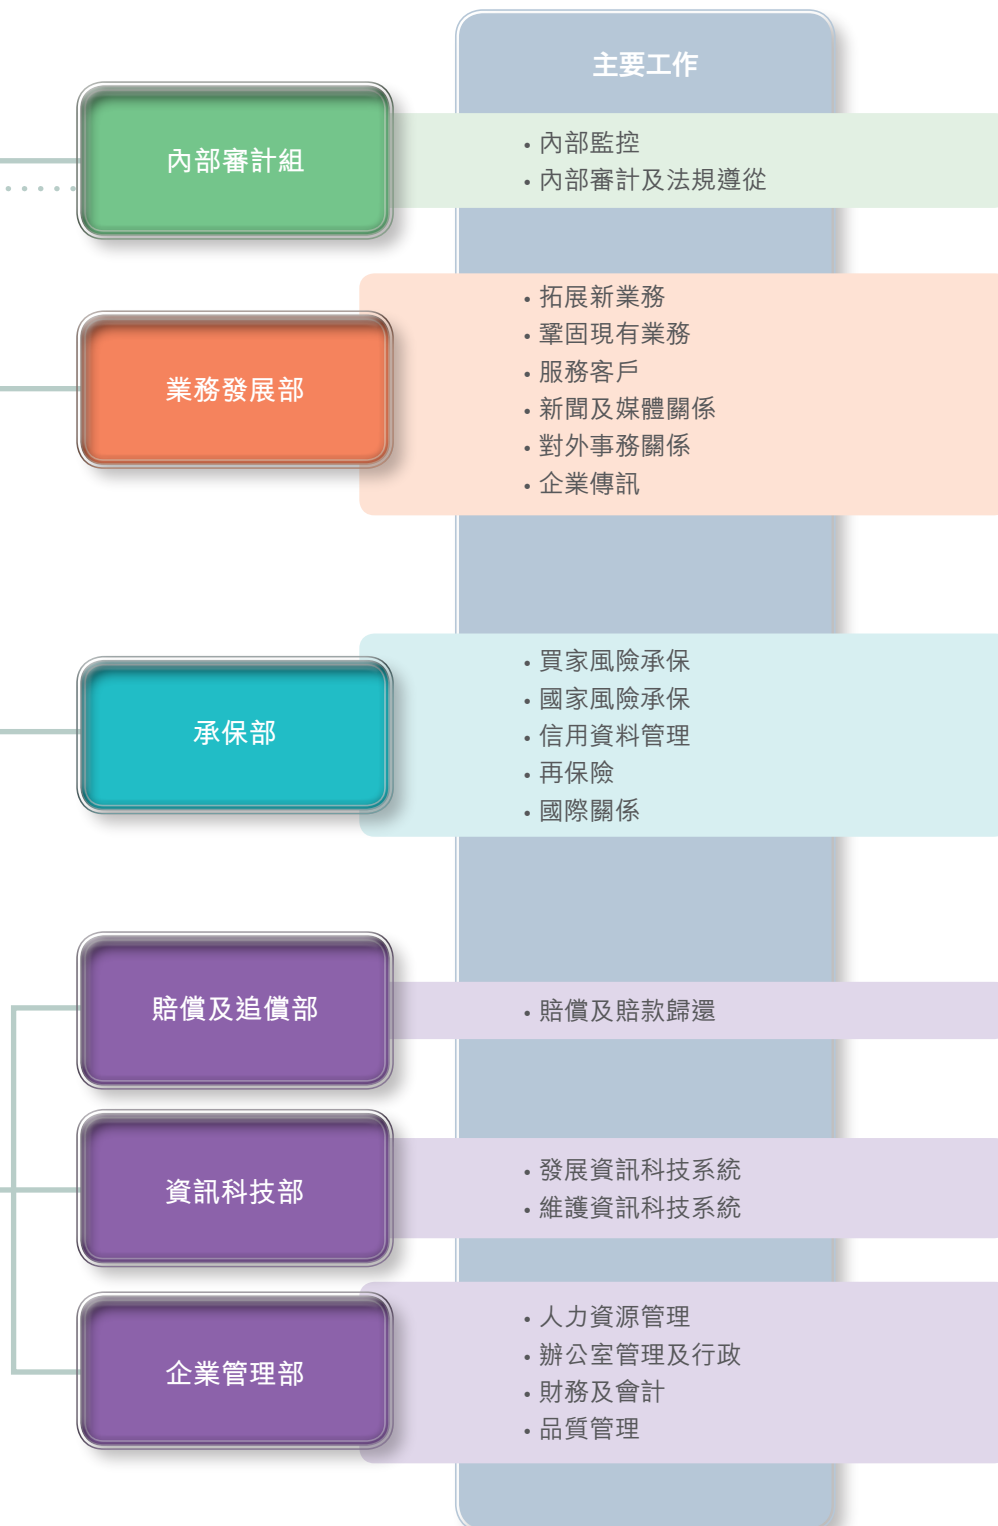 主要工作
內部審計組
• 內部監控
• 內部審計及法規遵從
業務發展部
• 拓展新業務
• 鞏固現有業務
• 服務客戶
• 新聞及媒體關係
• 對外事務關係
• 企業傳訊
承保部
• 買家風險承保
• 國家風險承保
• 信用資料管理
• 再保險
• 國際關係
賠償及追償部
• 賠償及賠款歸還
資訊科技部
• 發展資訊科技系統
• 維護資訊科技系統
企業管理部
• 人力資源管理
• 辦公室管理及行政
• 財務及會計
• 品質管理